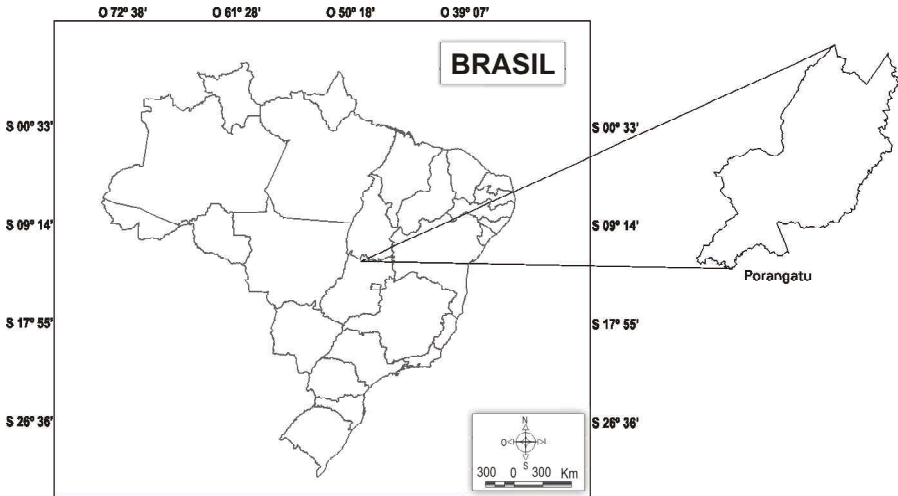 O 72º 38' O 61º 28' O 50º 18' O 39º 07'
BRASIL
S 00º 33' S 00º 33'
S 09º 14' S 09º 14'
Porangatu
S 17º 55' S 17º 55'
S 26º 36' S 26º 36'
N
O
S
300 0 300 Km